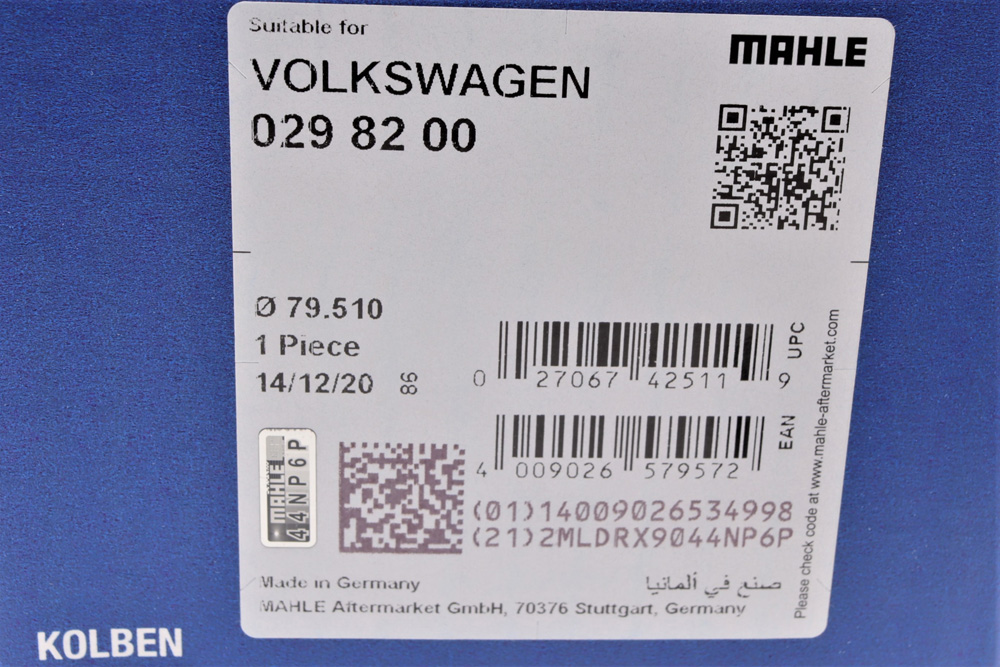 Suitable for
MAHLE
VOLKSWAGEN
029 82 00
Ø 79.510
1 Piece
14/12/20 86
0 27067 42511 9 UPC
4 009026 579572 EAN
MAHLE
44NP6P
(01)14009026534998
(21)2MLDRX9044NP6P
Please check code at www.mahle-aftermarket.com
Made in Germany
صنع في ألمانيا
MAHLE Aftermarket GmbH, 70376 Stuttgart, Germany
KOLBEN